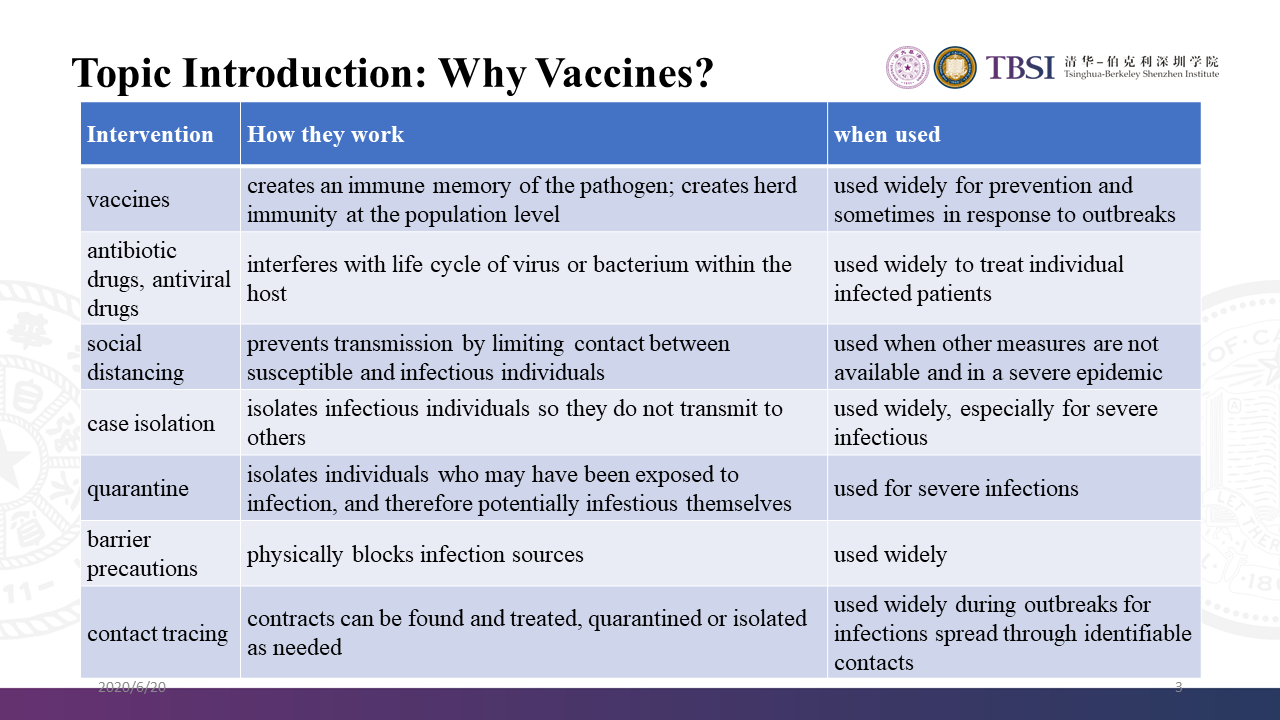 Topic Introduction: Why Vaccines?
TBSI
清华-伯克利深圳学院
Tsinghua-Berkeley Shenzhen Institute
Intervention
How they work
when used
vaccines
creates an immune memory of the pathogen; creates herd
immunity at the population level
used widely for prevention and
sometimes in response to outbreaks
antibiotic
drugs, antiviral
drugs
interferes with life cycle of virus or bacterium within the
host
used widely to treat individual
infected patients
social
distancing
prevents transmission by limiting contact between
susceptible and infectious individuals
used when other measures are not
available and in a severe epidemic
case isolation
isolates infectious individuals so they do not transmit to
others
used widely, especially for severe
infectious
quarantine
isolates individuals who may have been exposed to
infection, and therefore potentially infestious themselves
used for severe infections
barrier
precautions
physically blocks infection sources
used widely
contact tracing
contracts can be found and treated, quarantined or isolated
as needed
used widely during outbreaks for
infections spread through identifiable
contacts
2020/6/20
3